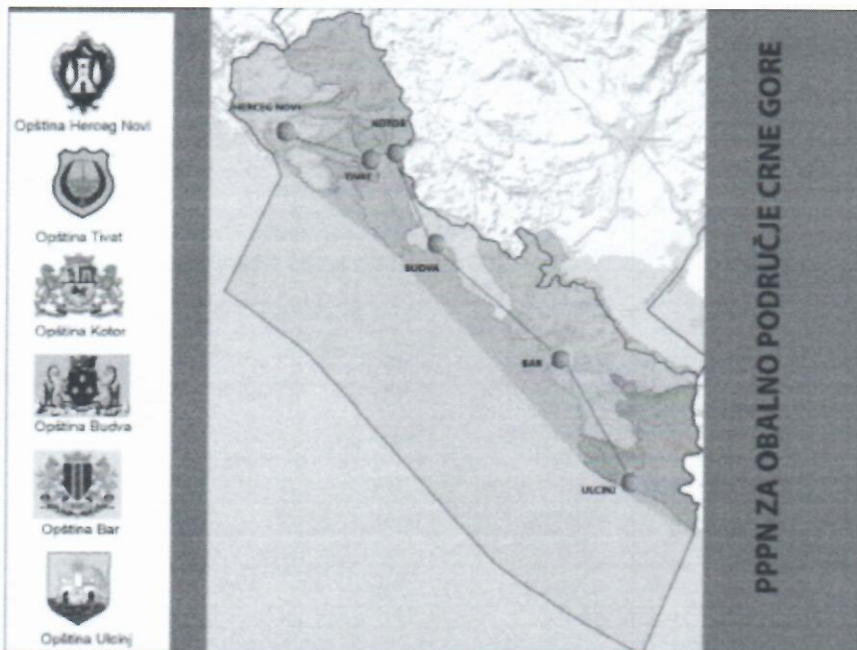 Opština Herceg Novi
Opština Tivat
Opština Kotor
Opština Budva
Opština Bar
Opština Ulcinj
HERCEG NOVI
KOTOR
TIVAT
BUDVA
BAR
ULCINJ
PPPN ZA OBALNO PODRUČJE CRNE GORE